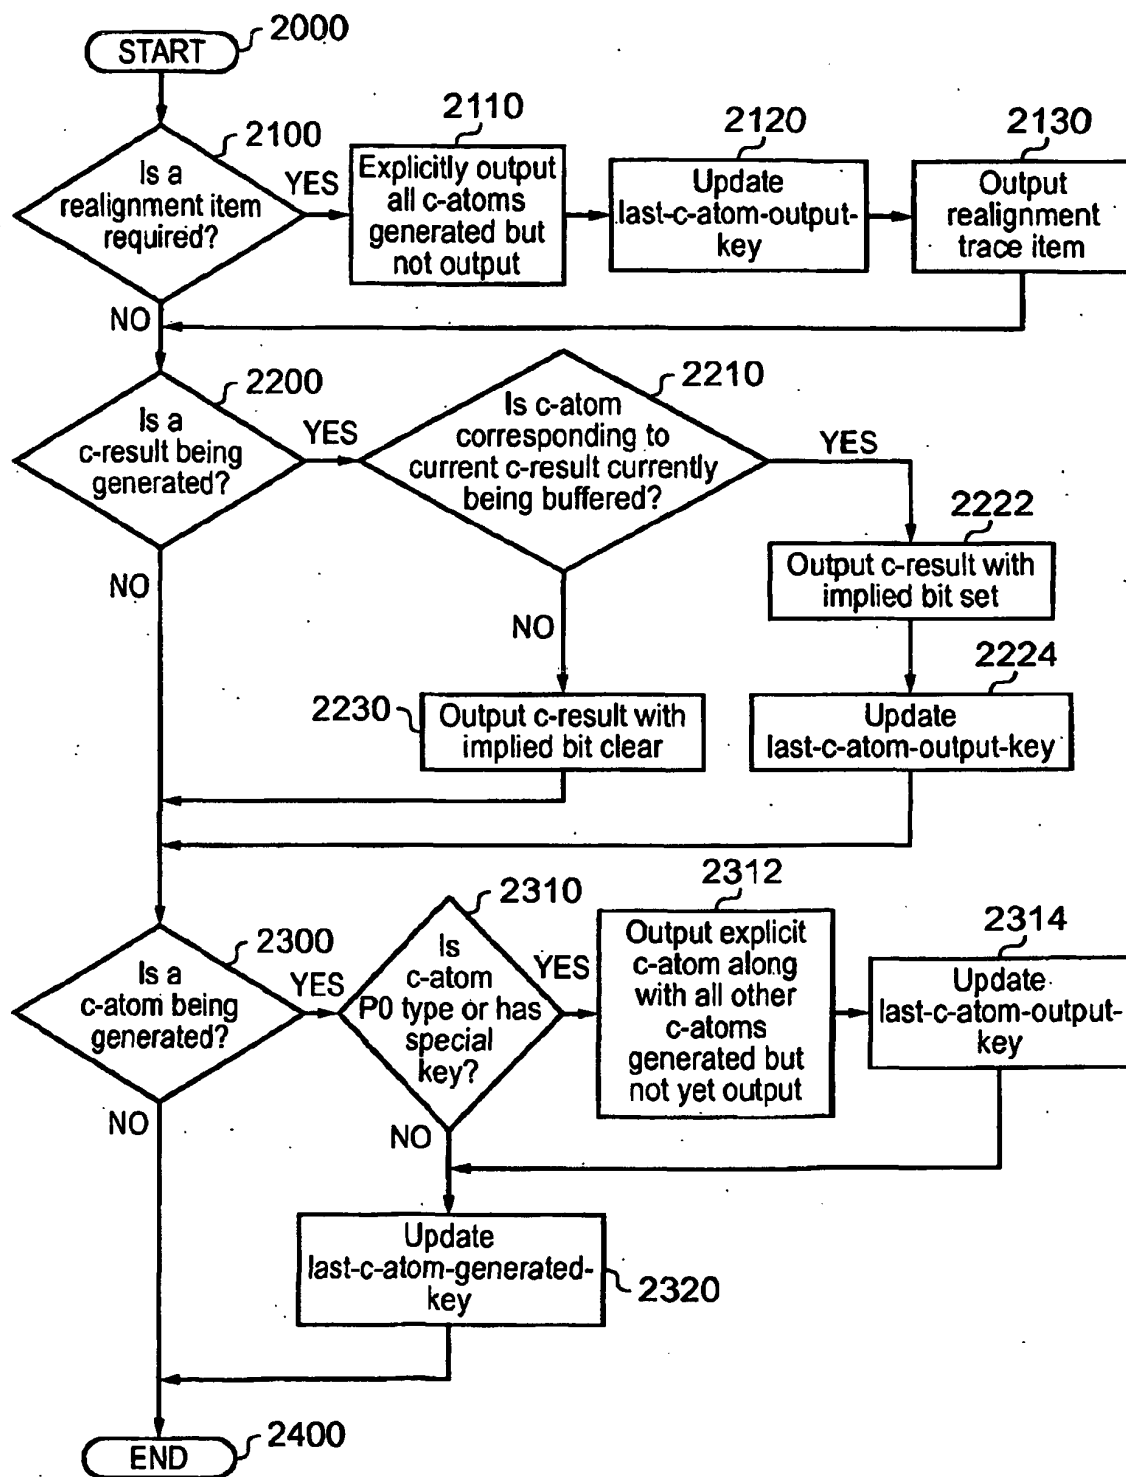 START
2000
2100
Is a
realignment item
required?
YES
NO
2110
Explicitly output
all c-atoms
generated but
not output
2120
Update
last-c-atom-output-
key
2130
Output
realignment
trace item
2200
Is a
c-result being
generated?
YES
NO
2210
Is c-atom
corresponding to
current c-result currently
being buffered?
YES
NO
2222
Output c-result with
implied bit set
2224
Update
last-c-atom-output-key
2230
Output c-result with
implied bit clear
2300
Is a
c-atom being
generated?
YES
NO
2310
Is
c-atom
P0 type or has
special
key?
YES
NO
2312
Output explicit
c-atom along
with all other
c-atoms
generated but
not yet output
2314
Update
last-c-atom-output-
key
Update
last-c-atom-generated-
key
2320
END
2400